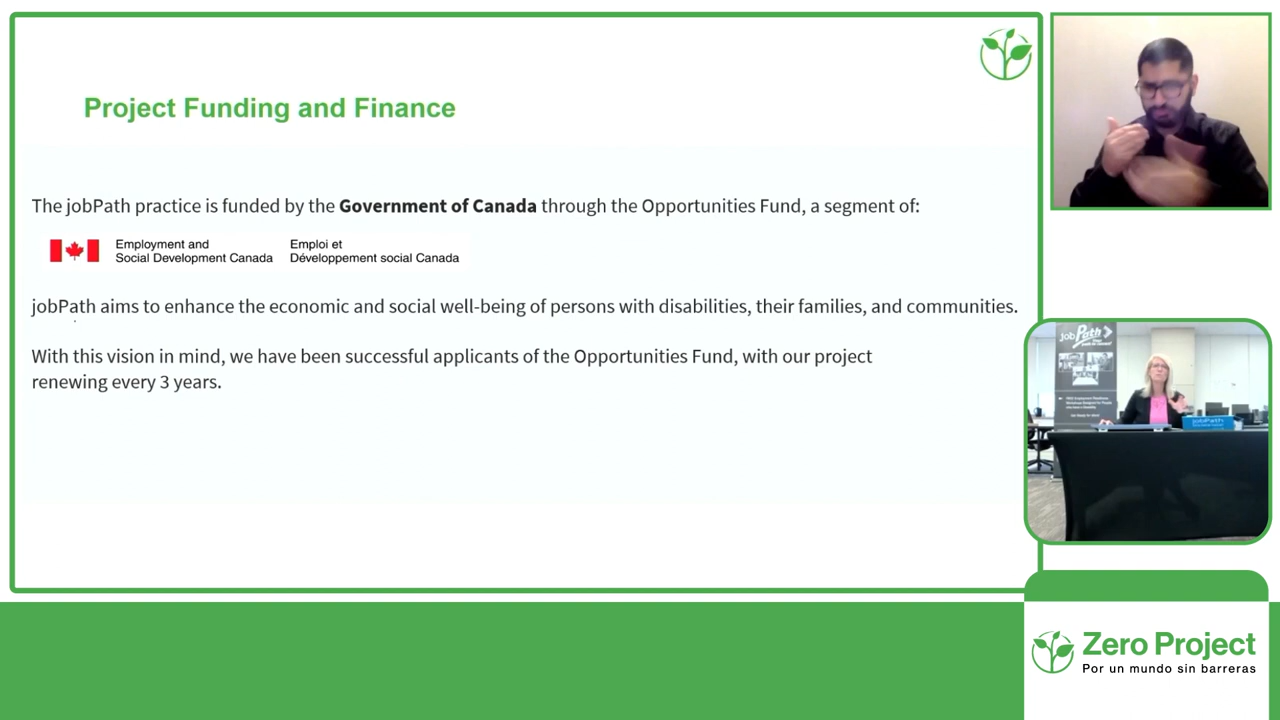 Project Funding and Finance
The jobPath practice is funded by the Government of Canada through the Opportunities Fund, a segment of:
Employment and
Social Development Canada
Emploi et
Développement social Canada
jobPath aims to enhance the economic and social well-being of persons with disabilities, their families, and communities.
With this vision in mind, we have been successful applicants of the Opportunities Fund, with our project
renewing every 3 years.
job Path
jobPath
Zero Project
Por un mundo sin barreras